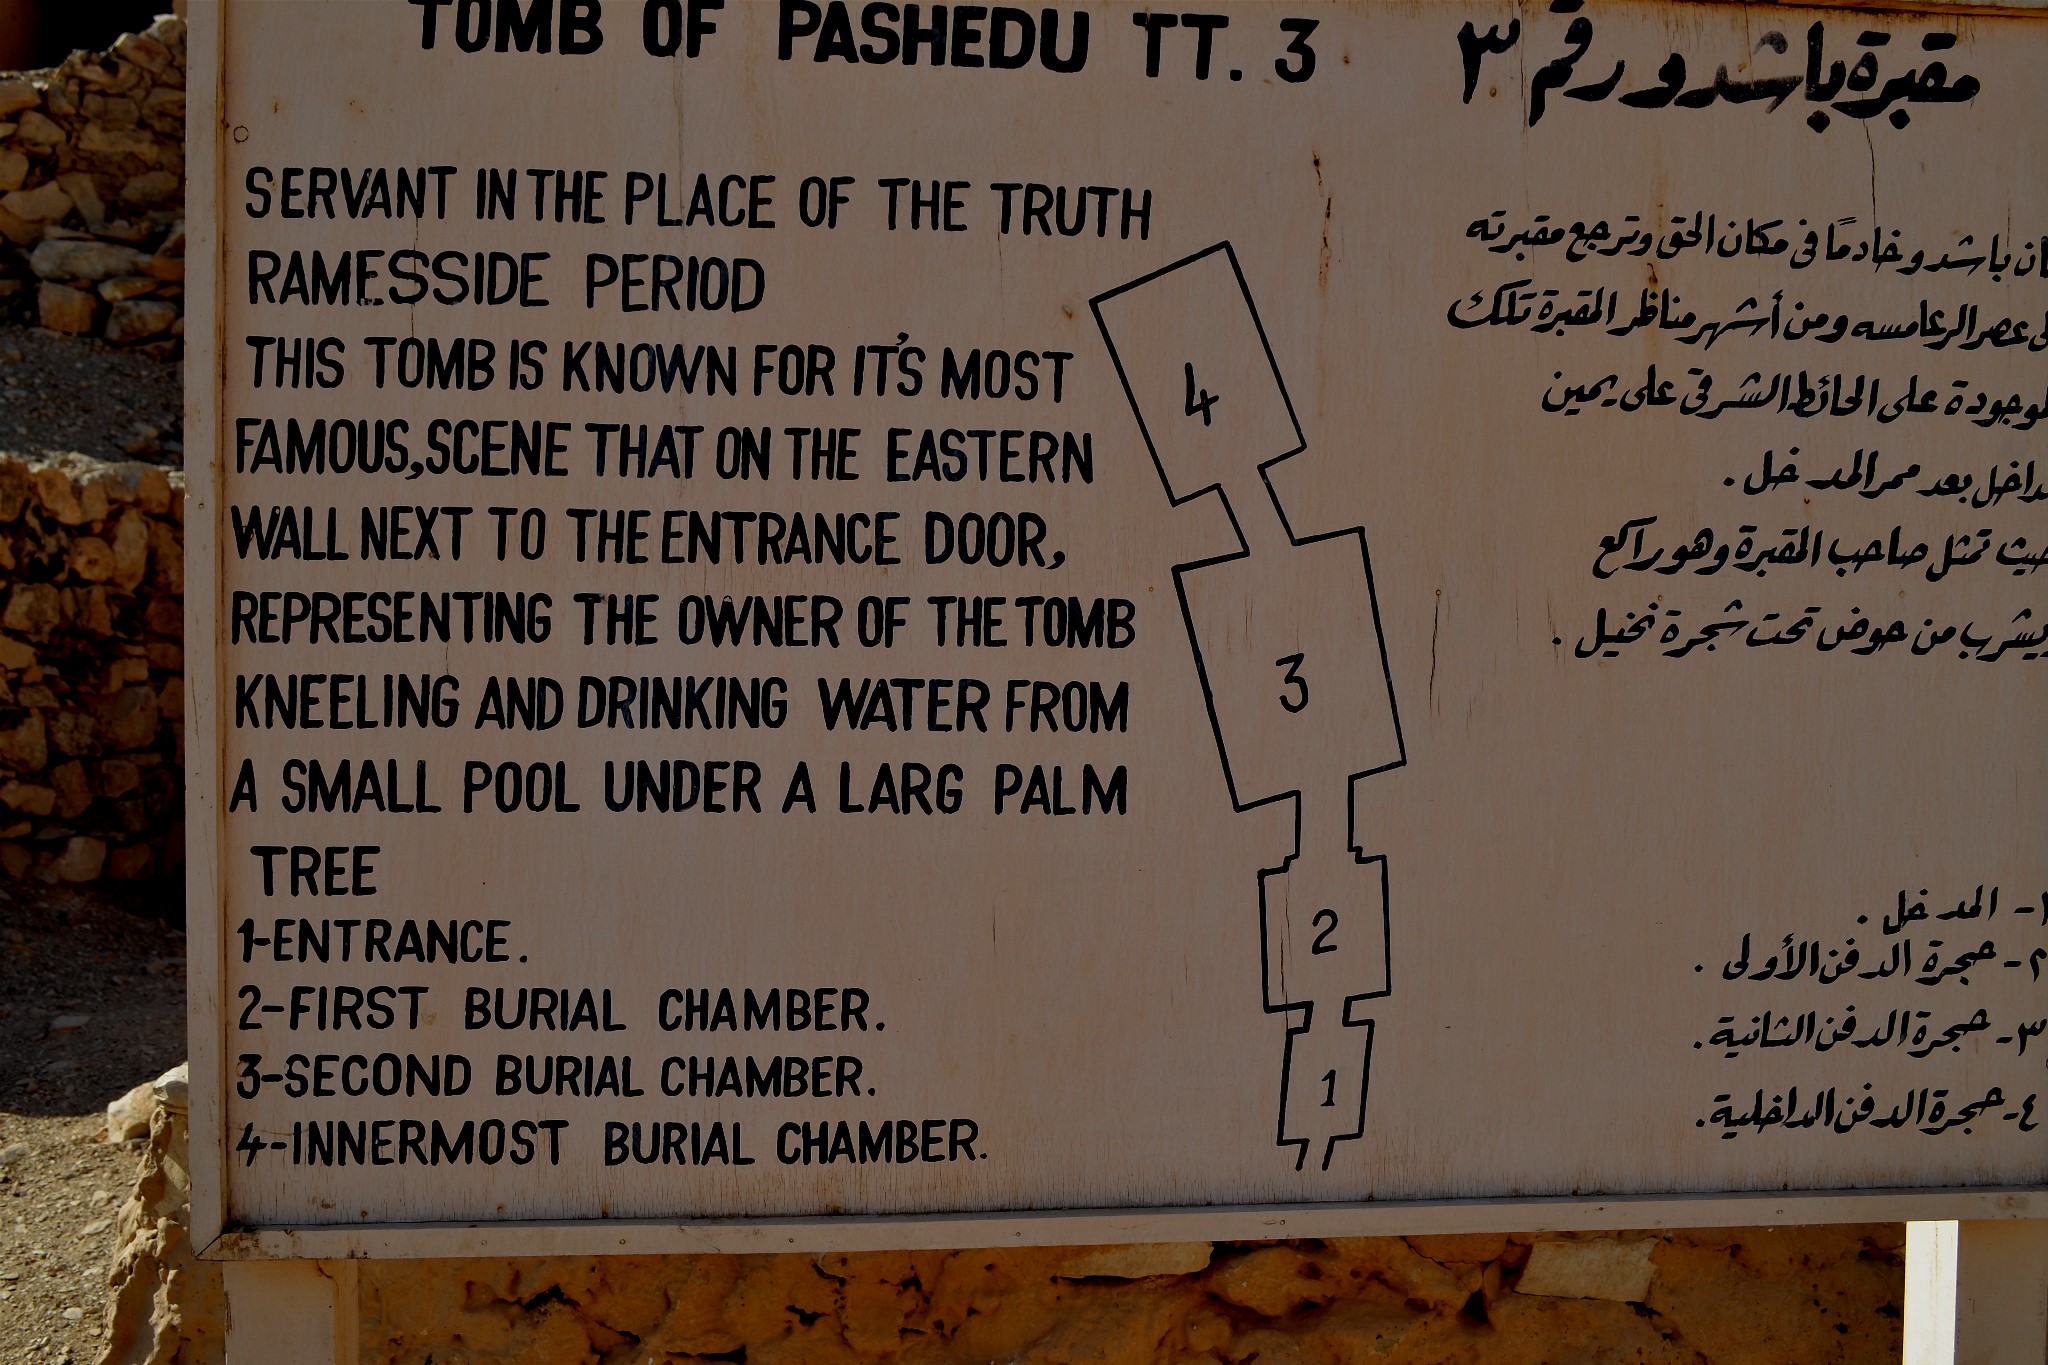 TOMB OF PASHEDU TT. 3
SERVANT IN THE PLACE OF THE TRUTH
RAMESSIDE PERIOD
THIS TOMB IS KNOWN FOR IT'S MOST
FAMOUS,SCENE THAT ON THE EASTERN
WALL NEXT TO THE ENTRANCE DOOR,
REPRESENTING THE OWNER OF THE TOMB
KNEELING AND DRINKING WATER FROM
A SMALL POOL UNDER A LARG PALM
TREE
1-ENTRANCE.
2-FIRST BURIAL CHAMBER.
3-SECOND BURIAL CHAMBER.
4-INNERMOST BURIAL CHAMBER.
4
3
2
1
مقبرة باشدو رقم ٣
باشدو خادمًا فى مكان الحق وترجع مقبرته
عصر الرعامسه ومن أشهر مناظر المقبرة تلك
على الحائط الشرقى على يمين
بعد ممر المدخل .
تمثل صاحب المقبرة وهو راكع
من حوض تحت شجرة نخيل .
١- المدخل .
٢- حجرة الدفن الأولى .
٣- حجرة الدفن الثانية .
٤- حجرة الدفن الداخلية .